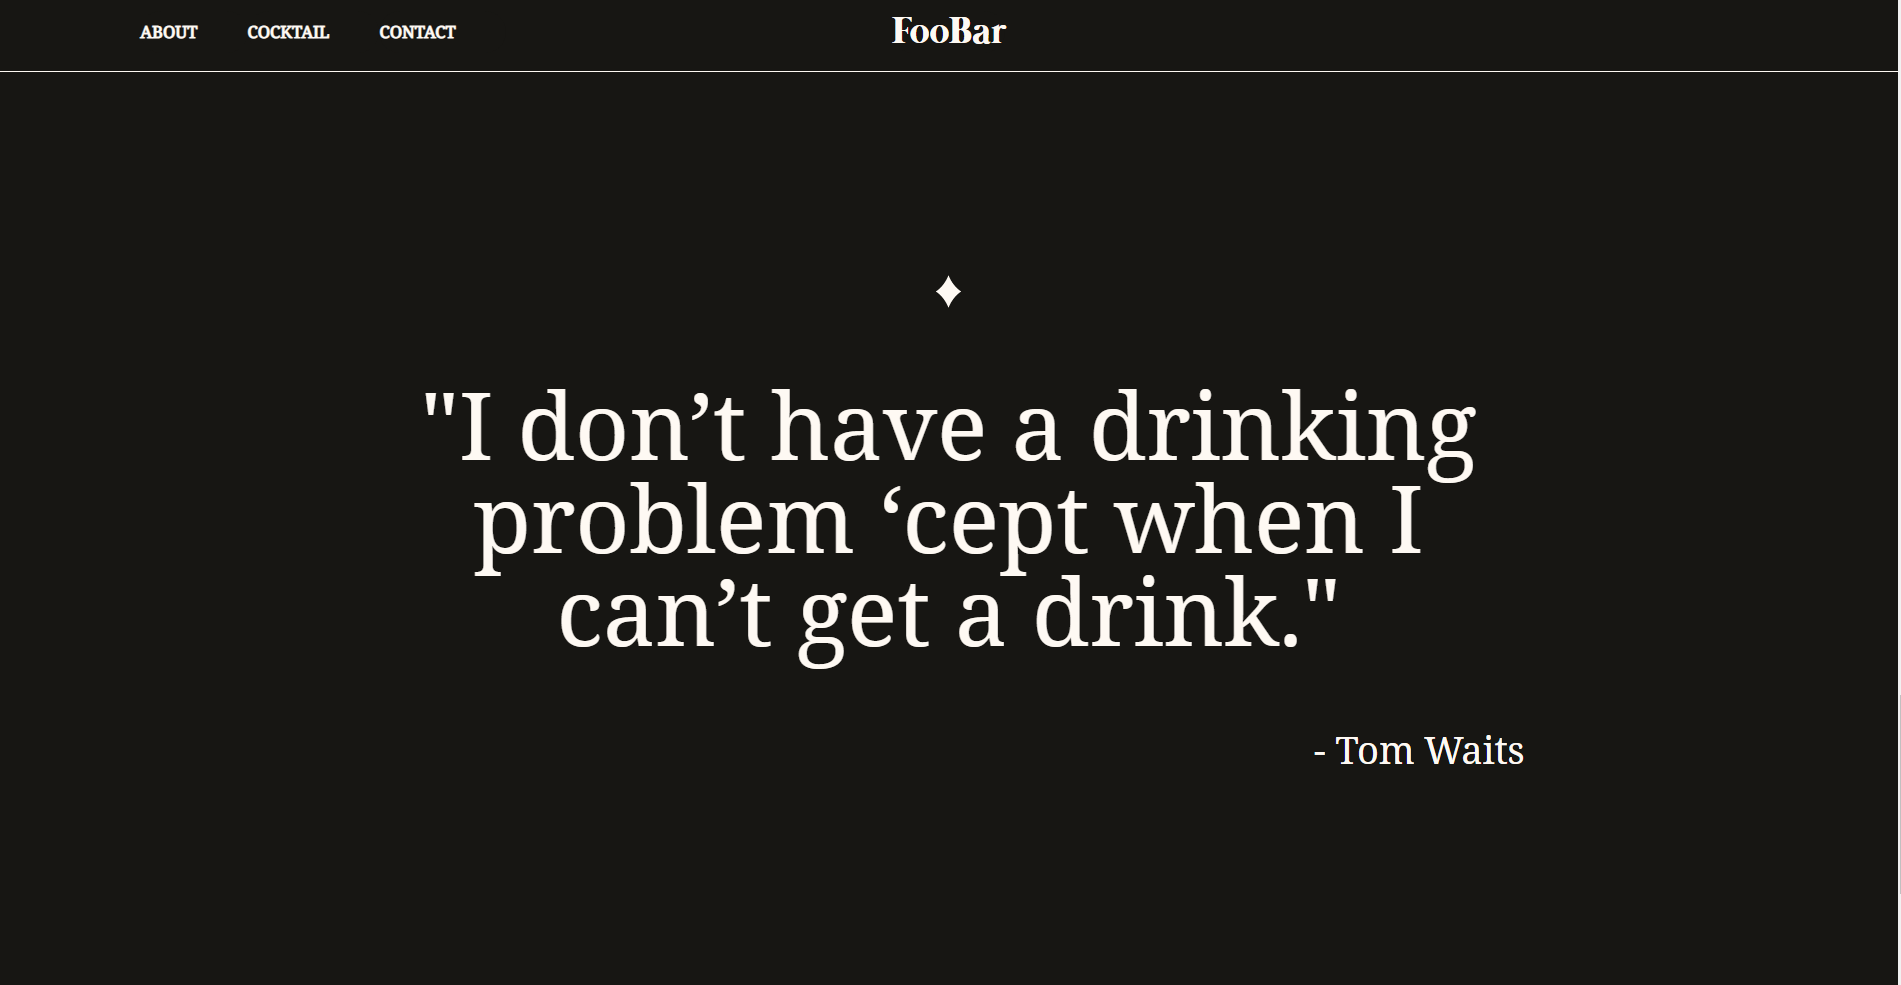 ABOUT COCKTAIL CONTACT FooBar
"I don’t have a drinking
problem ‘cept when I
can’t get a drink."
- Tom Waits